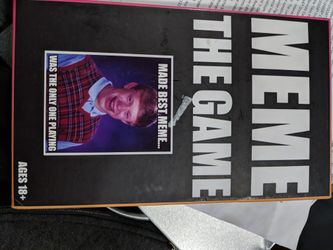 MEME
THE GAME
MADE BEST MEME...
WAS THE ONLY ONE PLAYING
AGES 18+